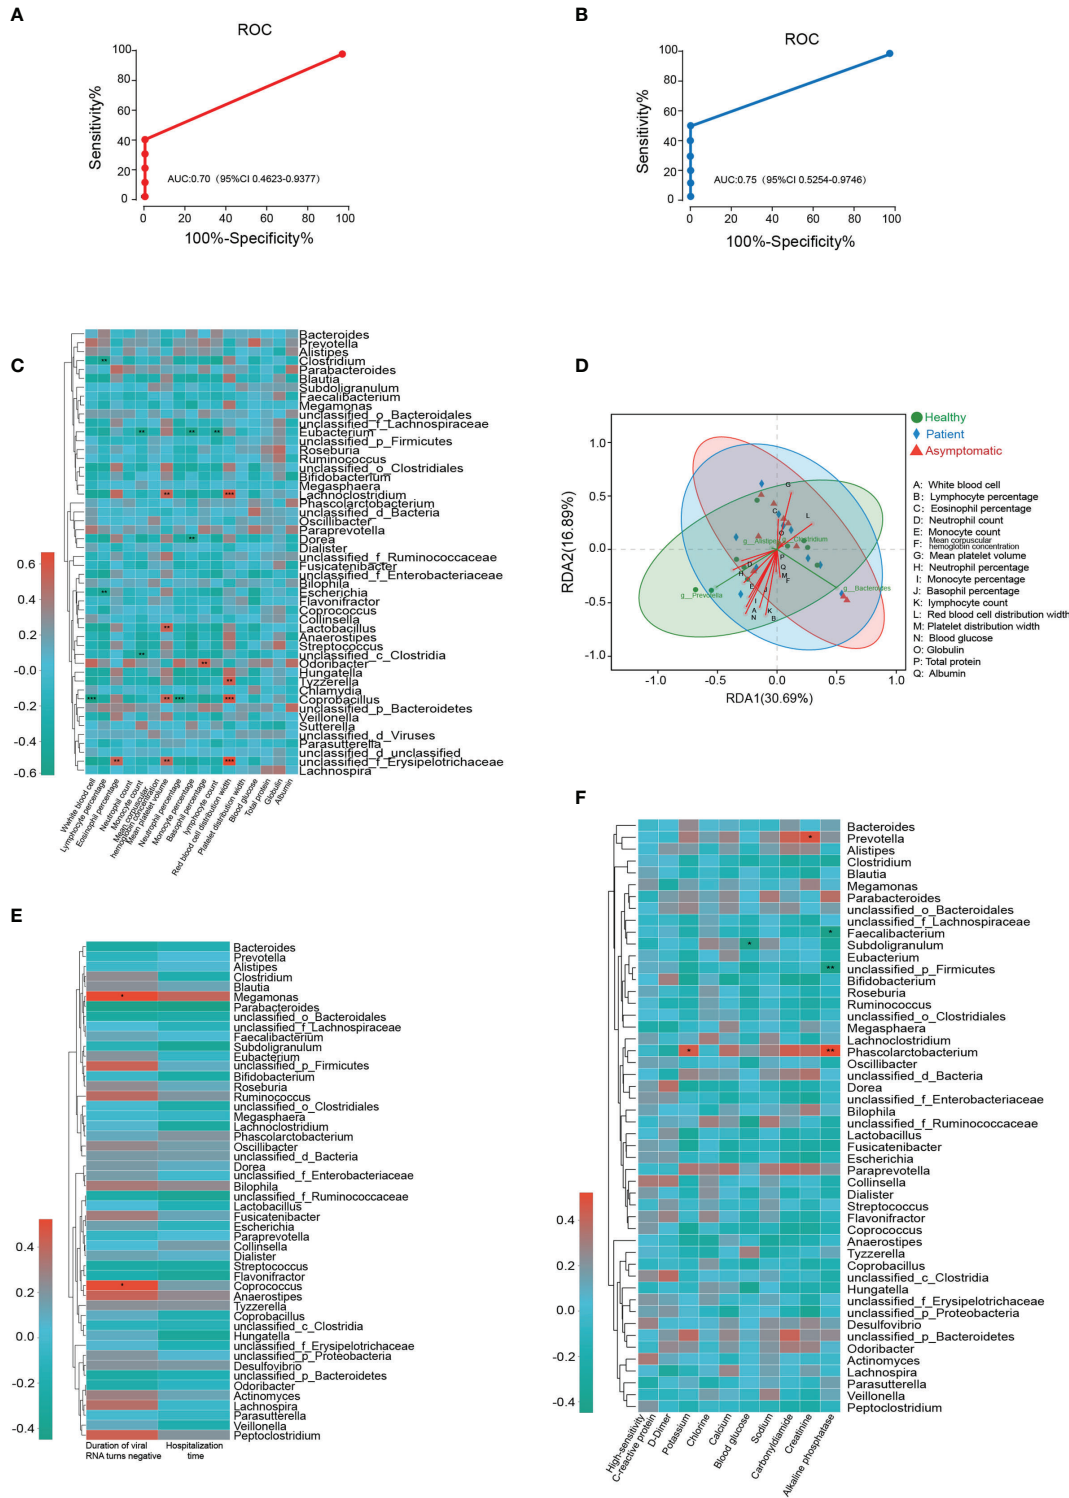 A
ROC
Sensitivity%
100
80
60
40
20
0
AUC:0.70（95%CI 0.4623-0.9377）
0
20
40
60
80
100
100%-Specificity%
B
ROC
Sensitivity%
100
80
60
40
20
0
AUC:0.75（95%CI 0.5254-0.9746）
0
20
40
60
80
100
100%-Specificity%
C
0.6
0.4
0.2
-0.0
-0.2
-0.4
-0.6
Bacteroides
Prevotella
Alistipes
Clostridium
Parabacteroides
Blautia
Subdoligranulum
Faecalibacterium
Megamonas
unclassified_o_Bacteroidales
unclassified_f_Lachnospiraceae
Eubacterium
unclassified_p_Firmicutes
Roseburia
Ruminococcus
unclassified_o_Clostridiales
Bifidobacterium
Megasphaera
Lachnoclostridium
Phascolarctobacterium
unclassified_d_Bacteria
Oscillibacter
Paraprevotella
Dorea
Dialister
unclassified_f_Ruminococcaceae
Fusicatenibacter
unclassified_f_Enterobacteriaceae
Bilophila
Escherichia
Flavonifractor
Coprococcus
Collinsella
Lactobacillus
Anaerostipes
Streptococcus
unclassified_c_Clostridia
Odoribacter
Hungatella
Tyzzerella
Chlamydia
Coprobacillus
unclassified_p_Bacteroidetes
Veillonella
Sutterella
unclassified_d_Viruses
Parasutterella
unclassified_d_unclassified
unclassified_f_Erysipelotrichaceae
Lachnospira
Wwhite blood cell
Lymphocyte percentage
Eosinophil percentage
Neutrophil count
Monocyte count
Mean corpuscular
hemoglobin concentration
Mean platelet volume
Neutrophil percentage
Monocyte percentage
Basophil percentage
lymphocyte count
Red blood cell distribution width
Platelet distribution width
Blood glucose
Total protein
Globulin
Albumin
D
RDA2(16.89%)
1.0
0.5
0.0
-0.5
-1.0
-1.0
-0.5
0.0
0.5
1.0
RDA1(30.69%)
g__Alistipes
Clostridium
g__Prevotella
g__Bacteroides
Healthy
Patient
Asymptomatic
A: White blood cell
B: Lymphocyte percentage
C: Eosinophil percentage
D: Neutrophil count
E: Monocyte count
F: Mean corpuscular
hemoglobin concentration
G: Mean platelet volume
H: Neutrophil percentage
I: Monocyte percentage
J: Basophil percentage
K: lymphocyte count
L: Red blood cell distribution width
M: Platelet distribution width
N: Blood glucose
O: Globulin
P: Total protein
Q: Albumin
E
0.4
0.2
0.0
-0.2
-0.4
Bacteroides
Prevotella
Alistipes
Clostridium
Blautia
Megamonas
Parabacteroides
unclassified_o_Bacteroidales
unclassified_f_Lachnospiraceae
Faecalibacterium
Subdoligranulum
Eubacterium
unclassified_p_Firmicutes
Bifidobacterium
Roseburia
Ruminococcus
unclassified_o_Clostridiales
Megasphaera
Lachnoclostridium
Phascolarctobacterium
Oscillibacter
unclassified_d_Bacteria
Dorea
unclassified_f_Enterobacteriaceae
Bilophila
unclassified_f_Ruminococcaceae
Lactobacillus
Fusicatenibacter
Escherichia
Paraprevotella
Collinsella
Dialister
Streptococcus
Flavonifractor
Coprococcus
Anaerostipes
Tyzzerella
Coprobacillus
unclassified_c_Clostridia
Hungatella
unclassified_f_Erysipelotrichaceae
unclassified_p_Proteobacteria
Desulfovibrio
unclassified_p_Bacteroidetes
Odoribacter
Actinomyces
Lachnospira
Parasutterella
Veillonella
Peptoclostridium
Duration of viral
RNA turns negative
Hospitalization
time
F
0.4
0.2
0.0
-0.2
-0.4
Bacteroides
Prevotella
Alistipes
Clostridium
Blautia
Megamonas
Parabacteroides
unclassified_o_Bacteroidales
unclassified_f_Lachnospiraceae
Faecalibacterium
Subdoligranulum
Eubacterium
unclassified_p_Firmicutes
Bifidobacterium
Roseburia
Ruminococcus
unclassified_o_Clostridiales
Megasphaera
Lachnoclostridium
Phascolarctobacterium
Oscillibacter
unclassified_d_Bacteria
Dorea
unclassified_f_Enterobacteriaceae
Bilophila
unclassified_f_Ruminococcaceae
Lactobacillus
Fusicatenibacter
Escherichia
Paraprevotella
Collinsella
Dialister
Streptococcus
Flavonifractor
Coprococcus
Anaerostipes
Tyzzerella
Coprobacillus
unclassified_c_Clostridia
Hungatella
unclassified_f_Erysipelotrichaceae
unclassified_p_Proteobacteria
Desulfovibrio
unclassified_p_Bacteroidetes
Odoribacter
Actinomyces
Lachnospira
Parasutterella
Veillonella
Peptoclostridium
High-sensitivity
C-reactive protein
D-Dimer
Potassium
Chlorine
Calcium
Blood glucose
Sodium
Carbonyldiamide
Creatinine
Alkaline phosphatase